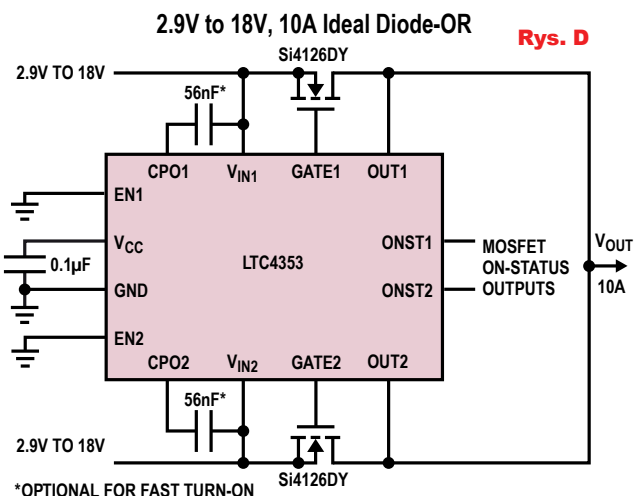 2.9V to 18V, 10A Ideal Diode-OR
Rys. D
Si4126DY
2.9V TO 18V
56nF*
CPO1
VIN1
GATE1
OUT1
EN1
VCC
0.1µF
LTC4353
ONST1
MOSFET
ON-STATUS
OUTPUTS
VOUT
10A
GND
ONST2
EN2
CPO2
VIN2
GATE2
OUT2
56nF*
2.9V TO 18V
Si4126DY
*OPTIONAL FOR FAST TURN-ON